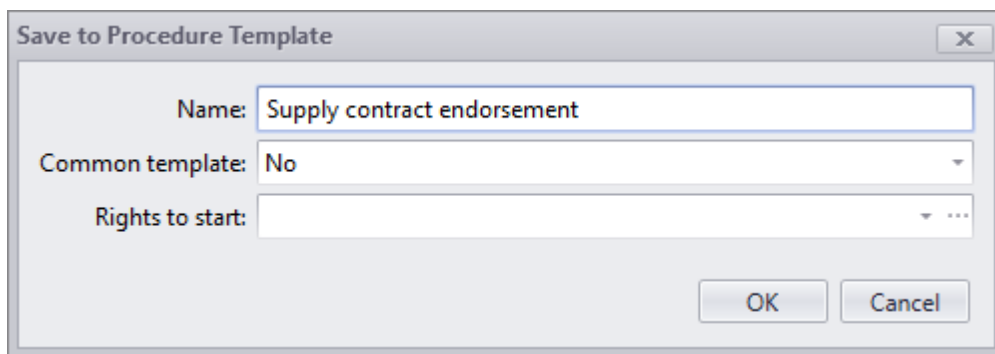 Save to Procedure Template
Name: Supply contract endorsement
Common template: No
Rights to start:
OK Cancel